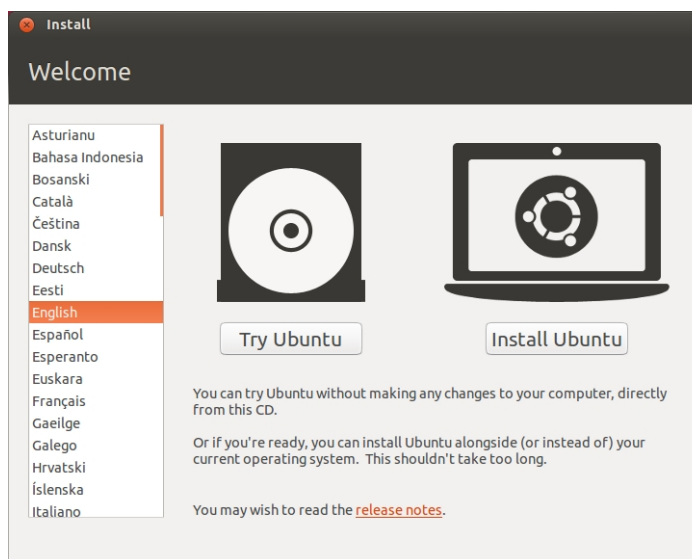 Install
Welcome
Asturianu
Bahasa Indonesia
Bosanski
Català
Čeština
Dansk
Deutsch
Eesti
English
Español
Esperanto
Euskara
Français
Gaeilge
Galego
Hrvatski
Íslenska
Italiano
Try Ubuntu
Install Ubuntu
You can try Ubuntu without making any changes to your computer, directly
from this CD.
Or if you're ready, you can install Ubuntu alongside (or instead of) your
current operating system.  This shouldn't take too long.
You may wish to read the release notes.